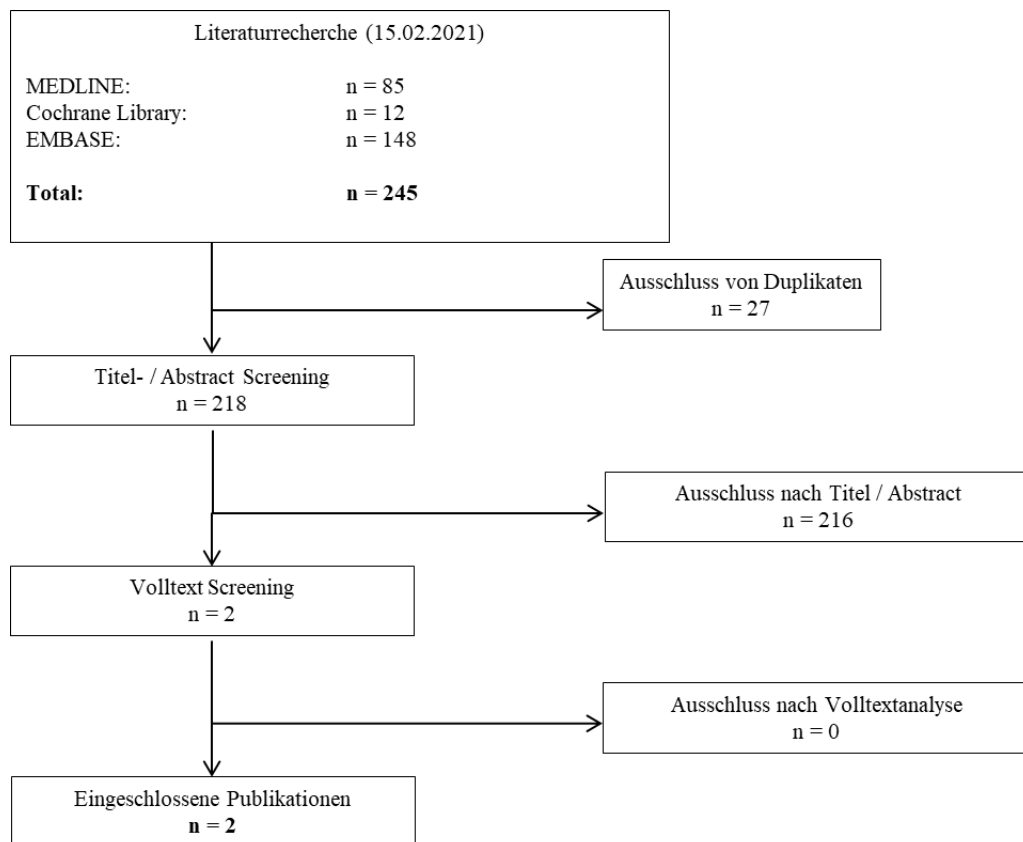 Literaturrecherche (15.02.2021)
MEDLINE: n = 85
Cochrane Library: n = 12
EMBASE: n = 148
Total: n = 245
Ausschluss von Duplikaten
n = 27
Titel- / Abstract Screening
n = 218
Ausschluss nach Titel / Abstract
n = 216
Volltext Screening
n = 2
Ausschluss nach Volltextanalyse
n = 0
Eingeschlossene Publikationen
n = 2